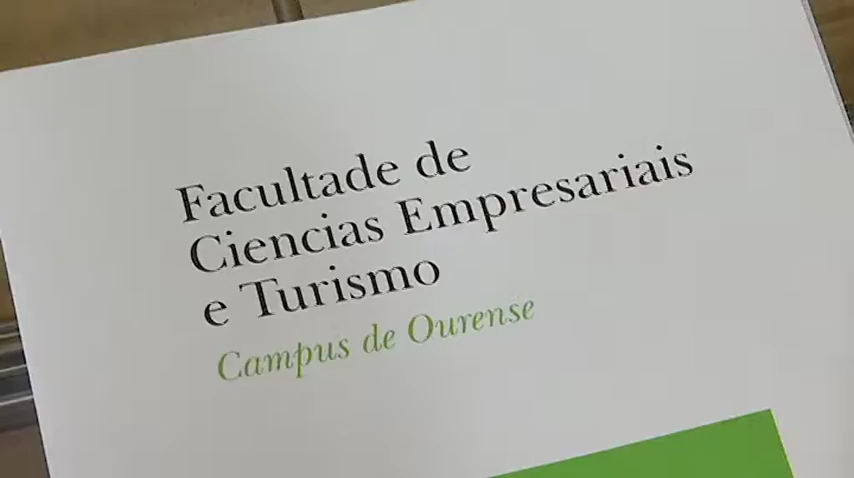 Facultade de
Ciencias Empresariais
e Turismo
Campus de Ourense